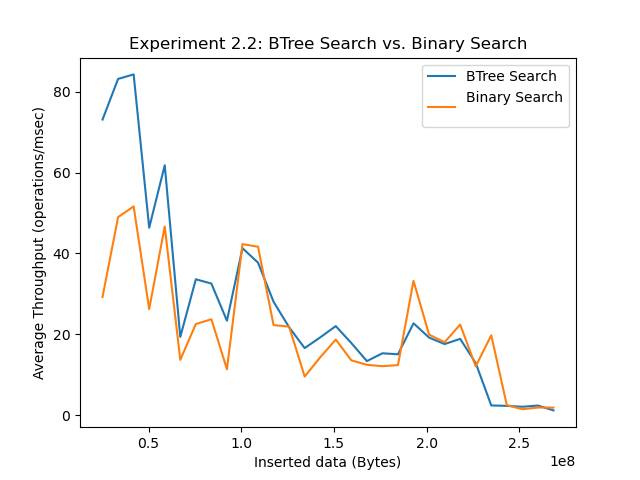 Experiment 2.2: BTree Search vs. Binary Search
BTree Search
Binary Search
Average Throughput (operations/msec)
80
60
40
20
0
0.5
1.0
1.5
2.0
2.5
1e8
Inserted data (Bytes)